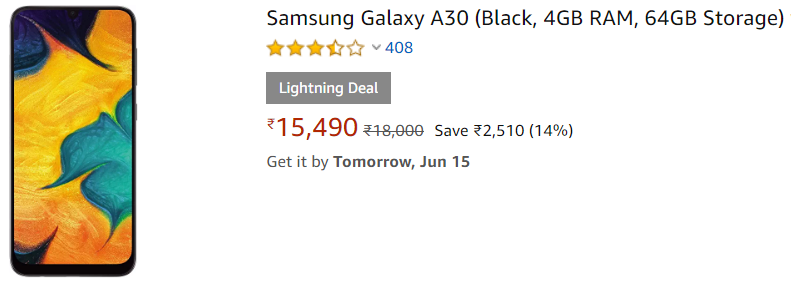 Samsung Galaxy A30 (Black, 4GB RAM, 64GB Storage)
408
Lightning Deal
₹15,490 ₹18,000 Save ₹2,510 (14%)
Get it by Tomorrow, Jun 15